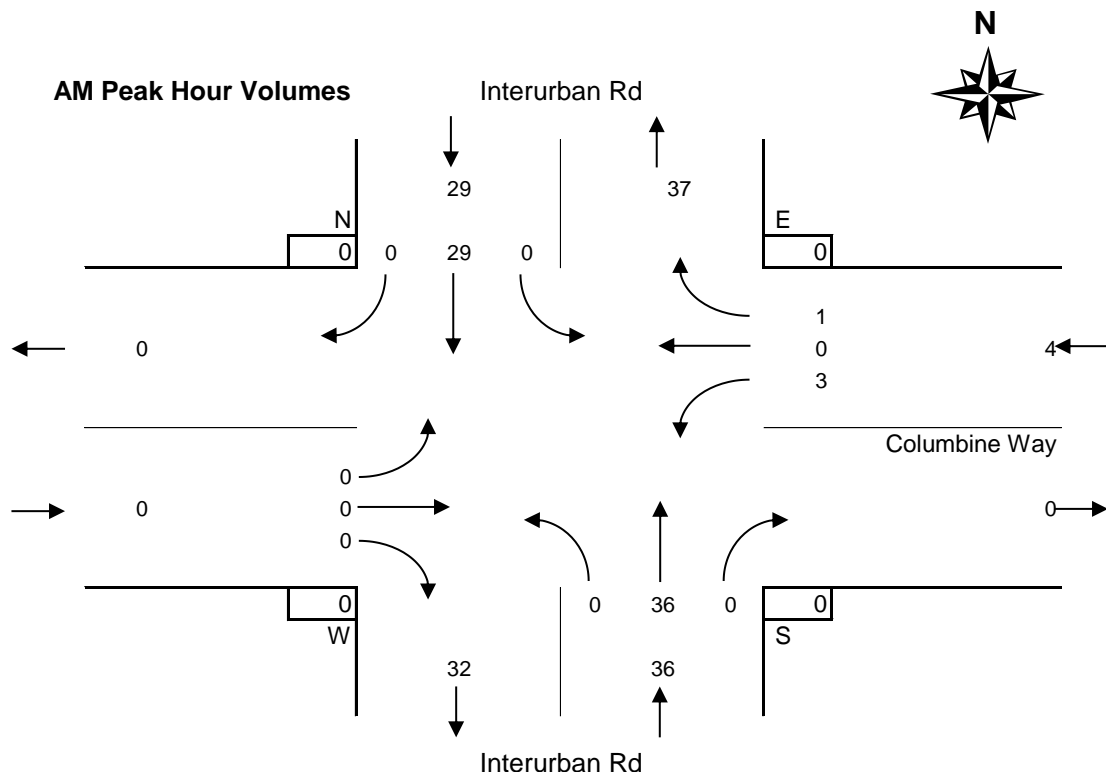 N
AM Peak Hour Volumes Interurban Rd
29 37
N E
0 0 29 0 0
1
0 0 4
3
Columbine Way
0
0 0 0
0
0 0 36 0 0
W S
32 36
Interurban Rd